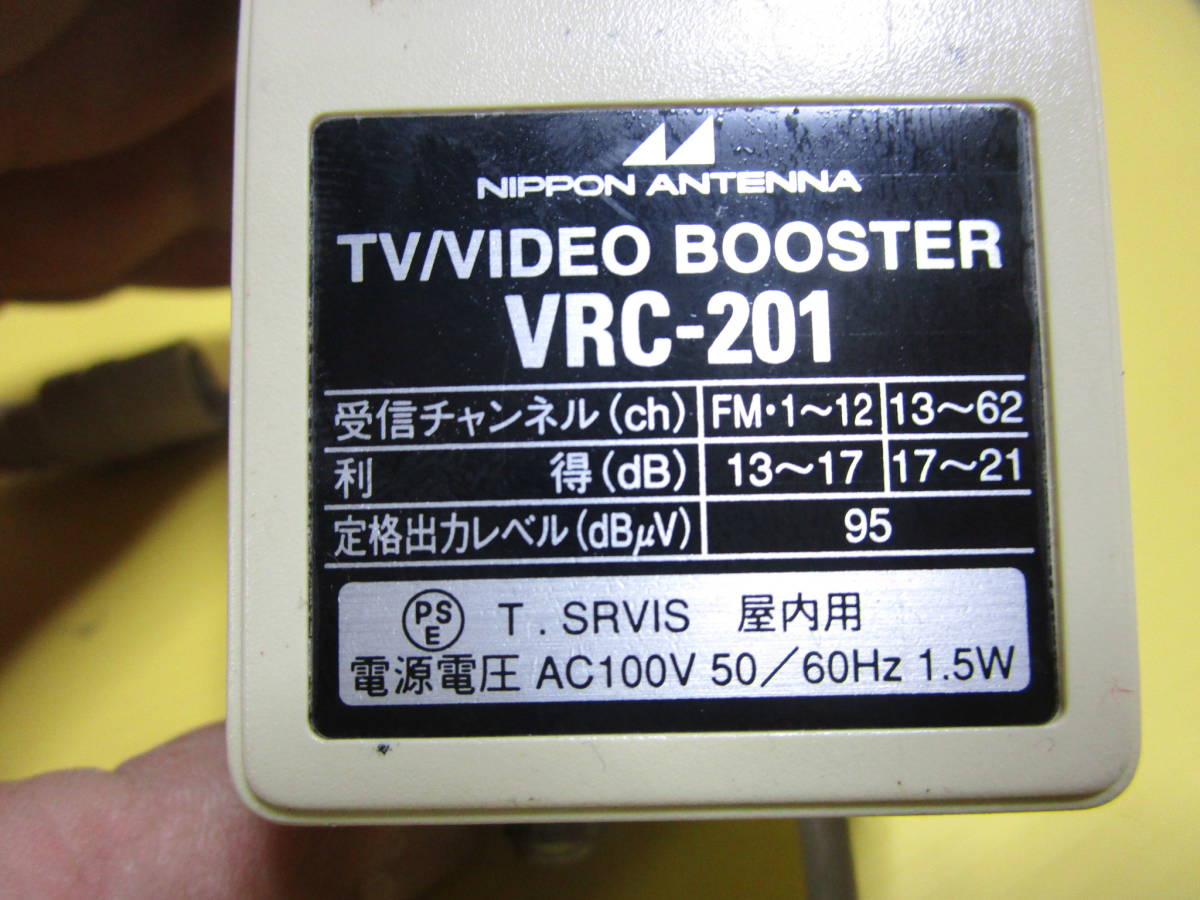 NIPPON ANTENNA
TV/VIDEO BOOSTER
VRC-201
受信チャンネル(ch) FM・1〜12 13〜62
利 得(dB) 13〜17 17〜21
定格出力レベル(dBμV) 95
PSE T. SRVIS 屋内用
電源電圧 AC100V 50/60Hz 1.5W